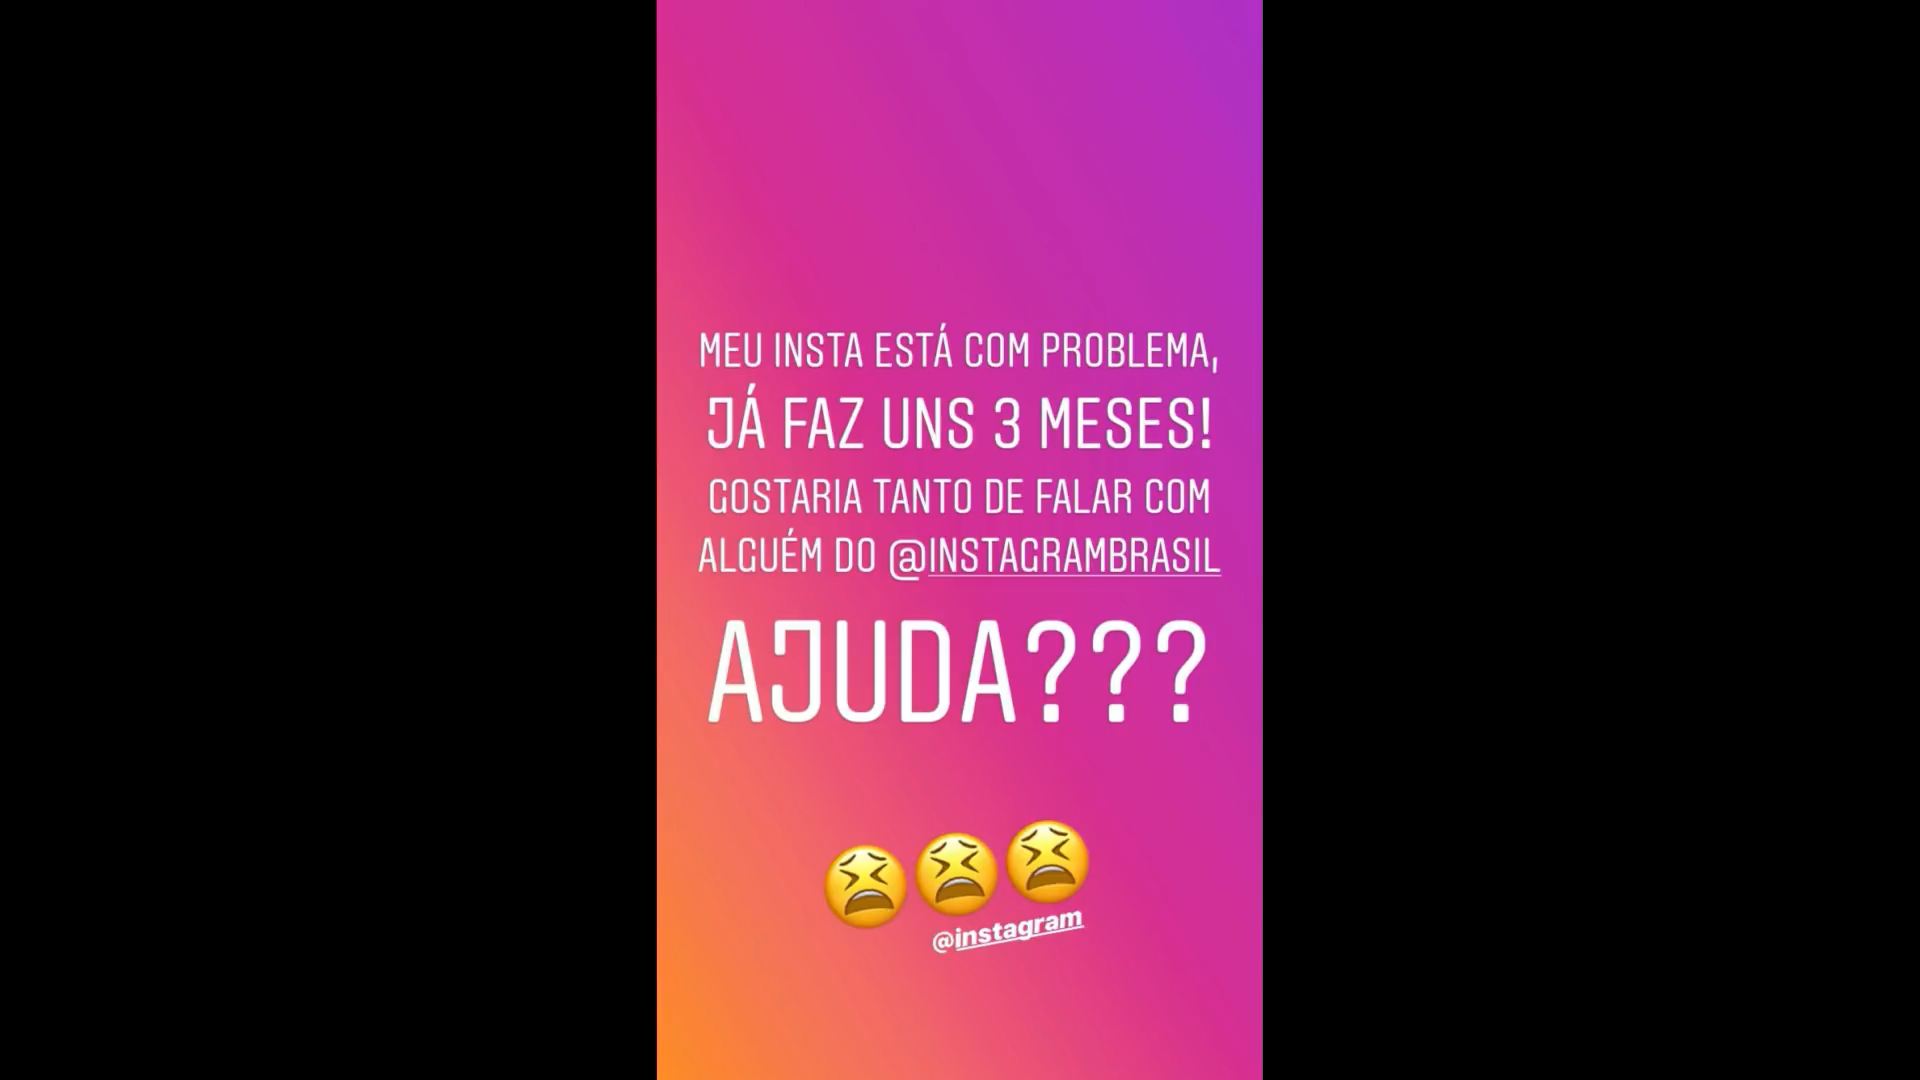 MEU INSTA ESTÁ COM PROBLEMA,
JÁ FAZ UNS 3 MESES!
GOSTARIA TANTO DE FALAR COM
ALGUÉM DO @INSTAGRAMBRASIL
AJUDA???
@instagram